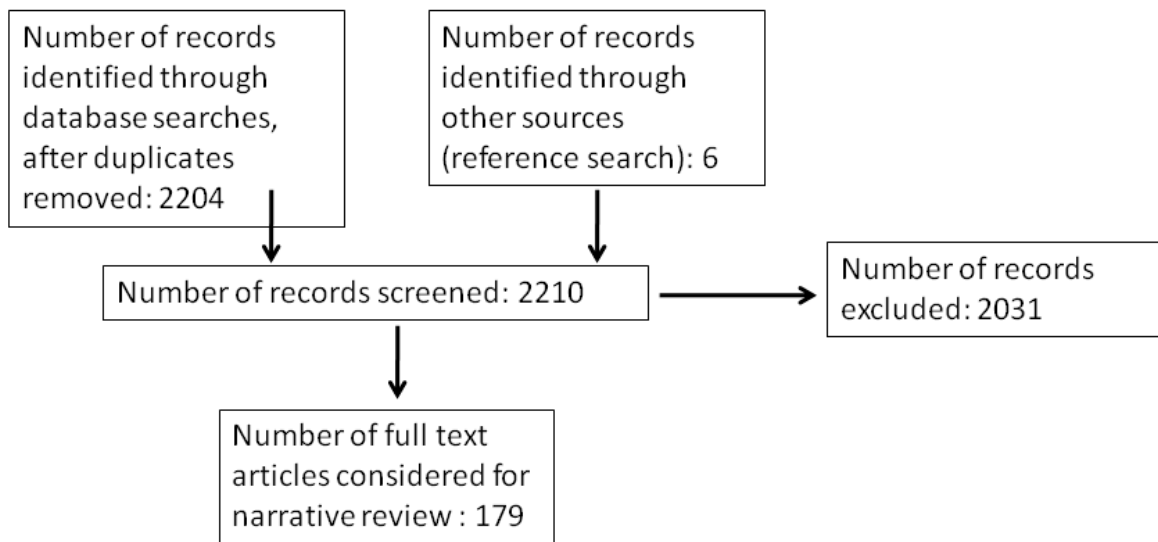 Number of records
identified through
database searches,
after duplicates
removed: 2204
Number of records
identified through
other sources
(reference search): 6
Number of records screened: 2210
Number of records
excluded: 2031
Number of full text
articles considered for
narrative review : 179